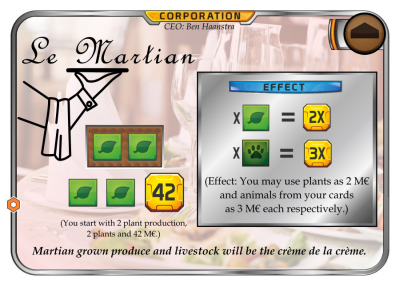 CORPORATION
CEO: Ben Haanstra
Le Martian
EFFECT
X = 2X
X = 3X
42
(Effect: You may use plants as 2 M€
and animals from your cards
as 3 M€ each respectively.)
(You start with 2 plant production,
2 plants and 42 M€.)
Martian grown produce and livestock will be the crème de la crème.